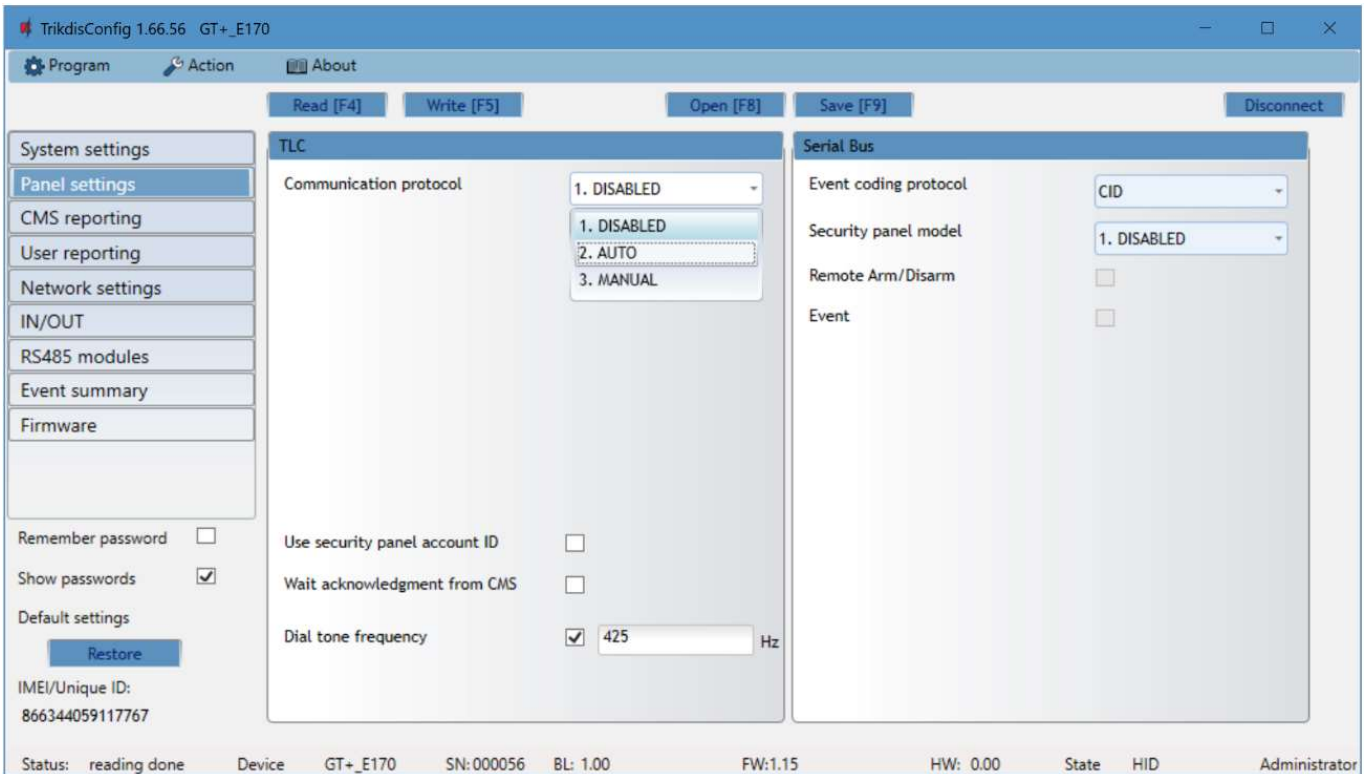 TrikdisConfig 1.66.56 GT+_E170
Program Action About
Read [F4] Write [F5] Open [F8] Save [F9] Disconnect
System settings
Panel settings
CMS reporting
User reporting
Network settings
IN/OUT
RS485 modules
Event summary
Firmware
Remember password
Show passwords
Default settings
Restore
IMEI/Unique ID:
866344059117767
TLC
Communication protocol 1. DISABLED
1. DISABLED
2. AUTO
3. MANUAL
Use security panel account ID
Wait acknowledgment from CMS
Dial tone frequency 425 Hz
Serial Bus
Event coding protocol CID
Security panel model 1. DISABLED
Remote Arm/Disarm
Event
Status: reading done Device GT+_E170 SN:000056 BL: 1.00 FW:1.15 HW: 0.00 State HID Administrator